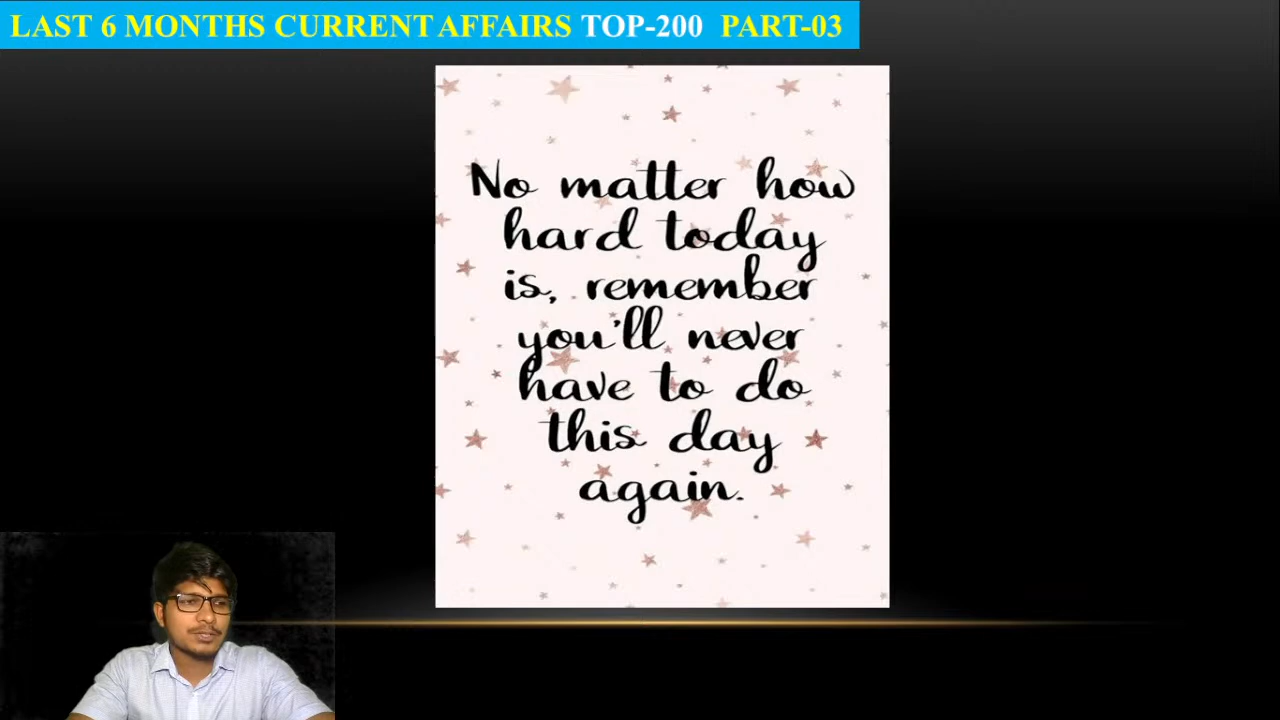 LAST 6 MONTHS CURRENT AFFAIRS TOP-200 PART-03
No matter how
hard today
is, remember
you'll never
have to do
this day
again.